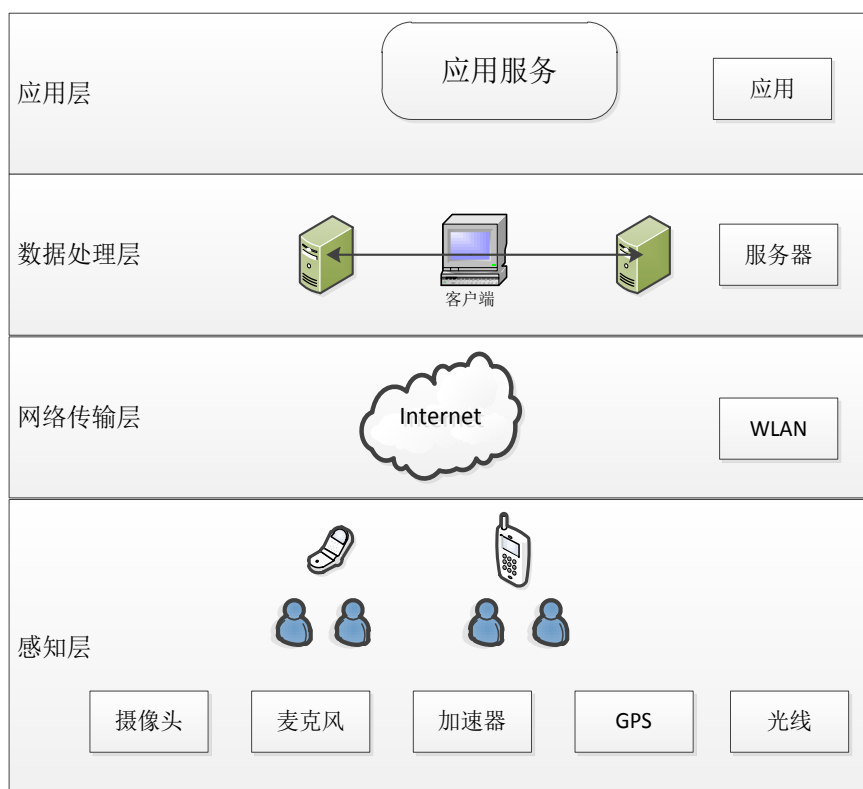 应用层
应用服务
应用
数据处理层
客户端
服务器
网络传输层
Internet
WLAN
感知层
摄像头
麦克风
加速器
GPS
光线